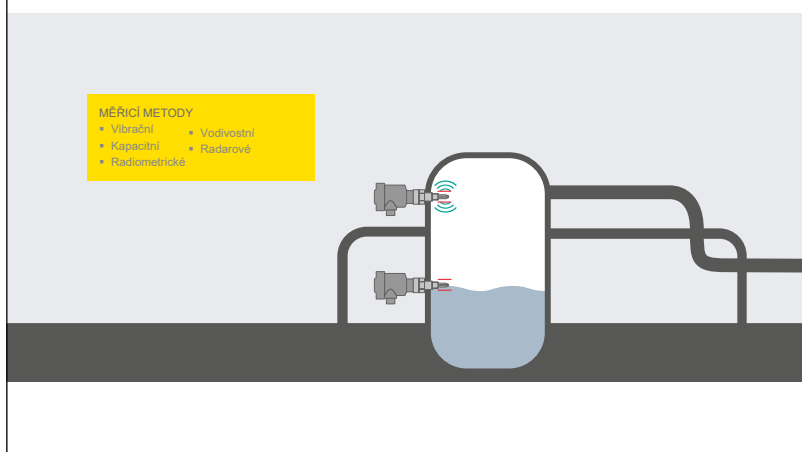 MĚŘICÍ METODY
▪ Vibrační
▪ Kapacitní
▪ Radiometrické
▪ Vodivostní
▪ Radarové